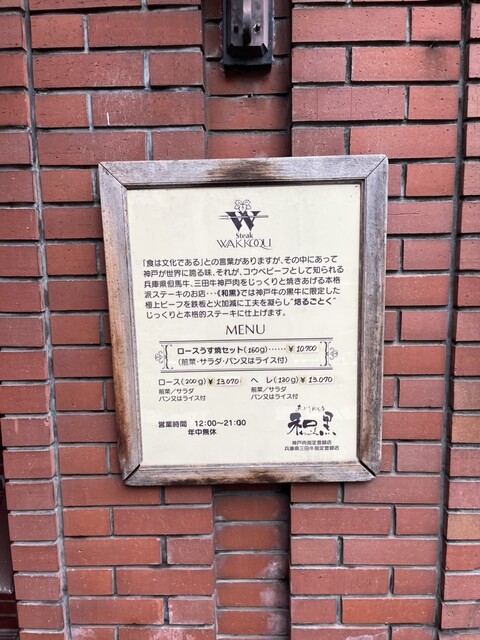 W
Steak
WAKKOQU
「食は文化である」との言葉がありますが、その中にあって
神戸が世界に誇る味、それが、コウベビーフとして知られる
兵庫県但馬牛、三田牛神戸肉をじっくりと焼きあげる本格
派ステーキのお店・・・《和黒》では神戸牛の黒牛に限定した
極上ビーフを鉄板と火加減に工夫を凝らし“焙るごとく”
じっくりと本格的ステーキに仕上げます。
MENU
ロースうす焼セット(160g)‥‥‥¥10,900
(前菜・サラダ・パン又はライス付)
ロース(200g)¥13,070
前菜/サラダ
パン又はライス付
ヘレ(130g)¥13,070
前菜/サラダ
パン又はライス付
営業時間 12:00〜21:00
年中無休
和黒
神戸肉指定登録店
兵庫県三田牛指定登録店